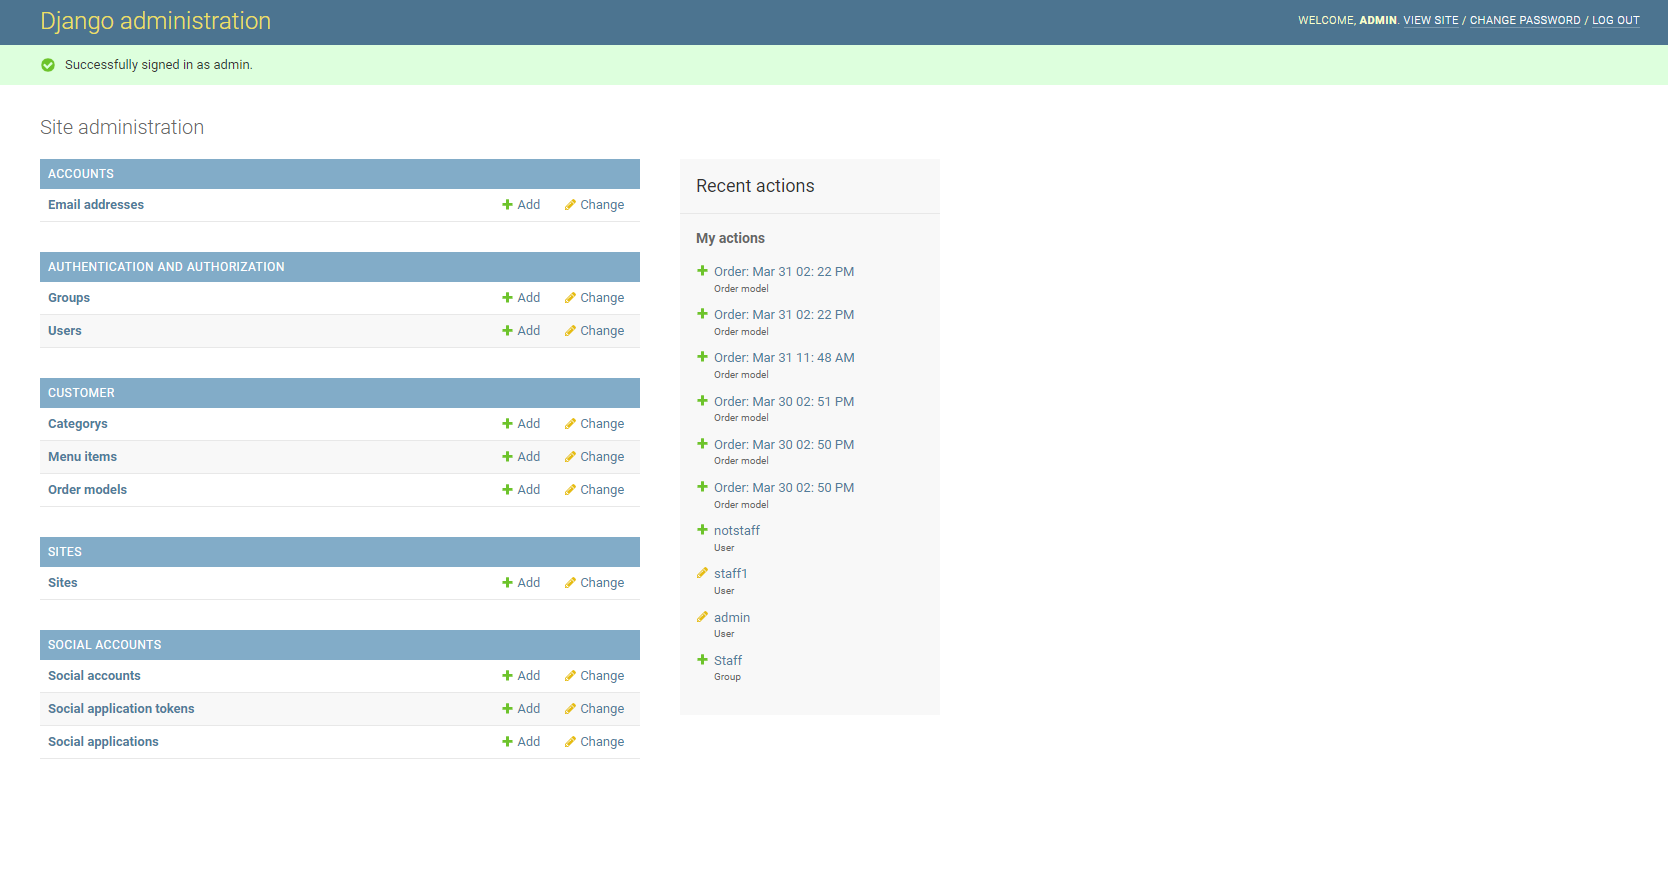 Django administration
WELCOME, ADMIN. VIEW SITE / CHANGE PASSWORD / LOG OUT
Successfully signed in as admin.
Site administration
ACCOUNTS
Email addresses Add Change
AUTHENTICATION AND AUTHORIZATION
Groups Add Change
Users Add Change
CUSTOMER
Categorys Add Change
Menu items Add Change
Order models Add Change
SITES
Sites Add Change
SOCIAL ACCOUNTS
Social accounts Add Change
Social application tokens Add Change
Social applications Add Change
Recent actions
My actions
Order: Mar 31 02: 22 PM
Order model
Order: Mar 31 02: 22 PM
Order model
Order: Mar 31 11: 48 AM
Order model
Order: Mar 30 02: 51 PM
Order model
Order: Mar 30 02: 50 PM
Order model
Order: Mar 30 02: 50 PM
Order model
notstaff
User
staff1
User
admin
User
Staff
Group